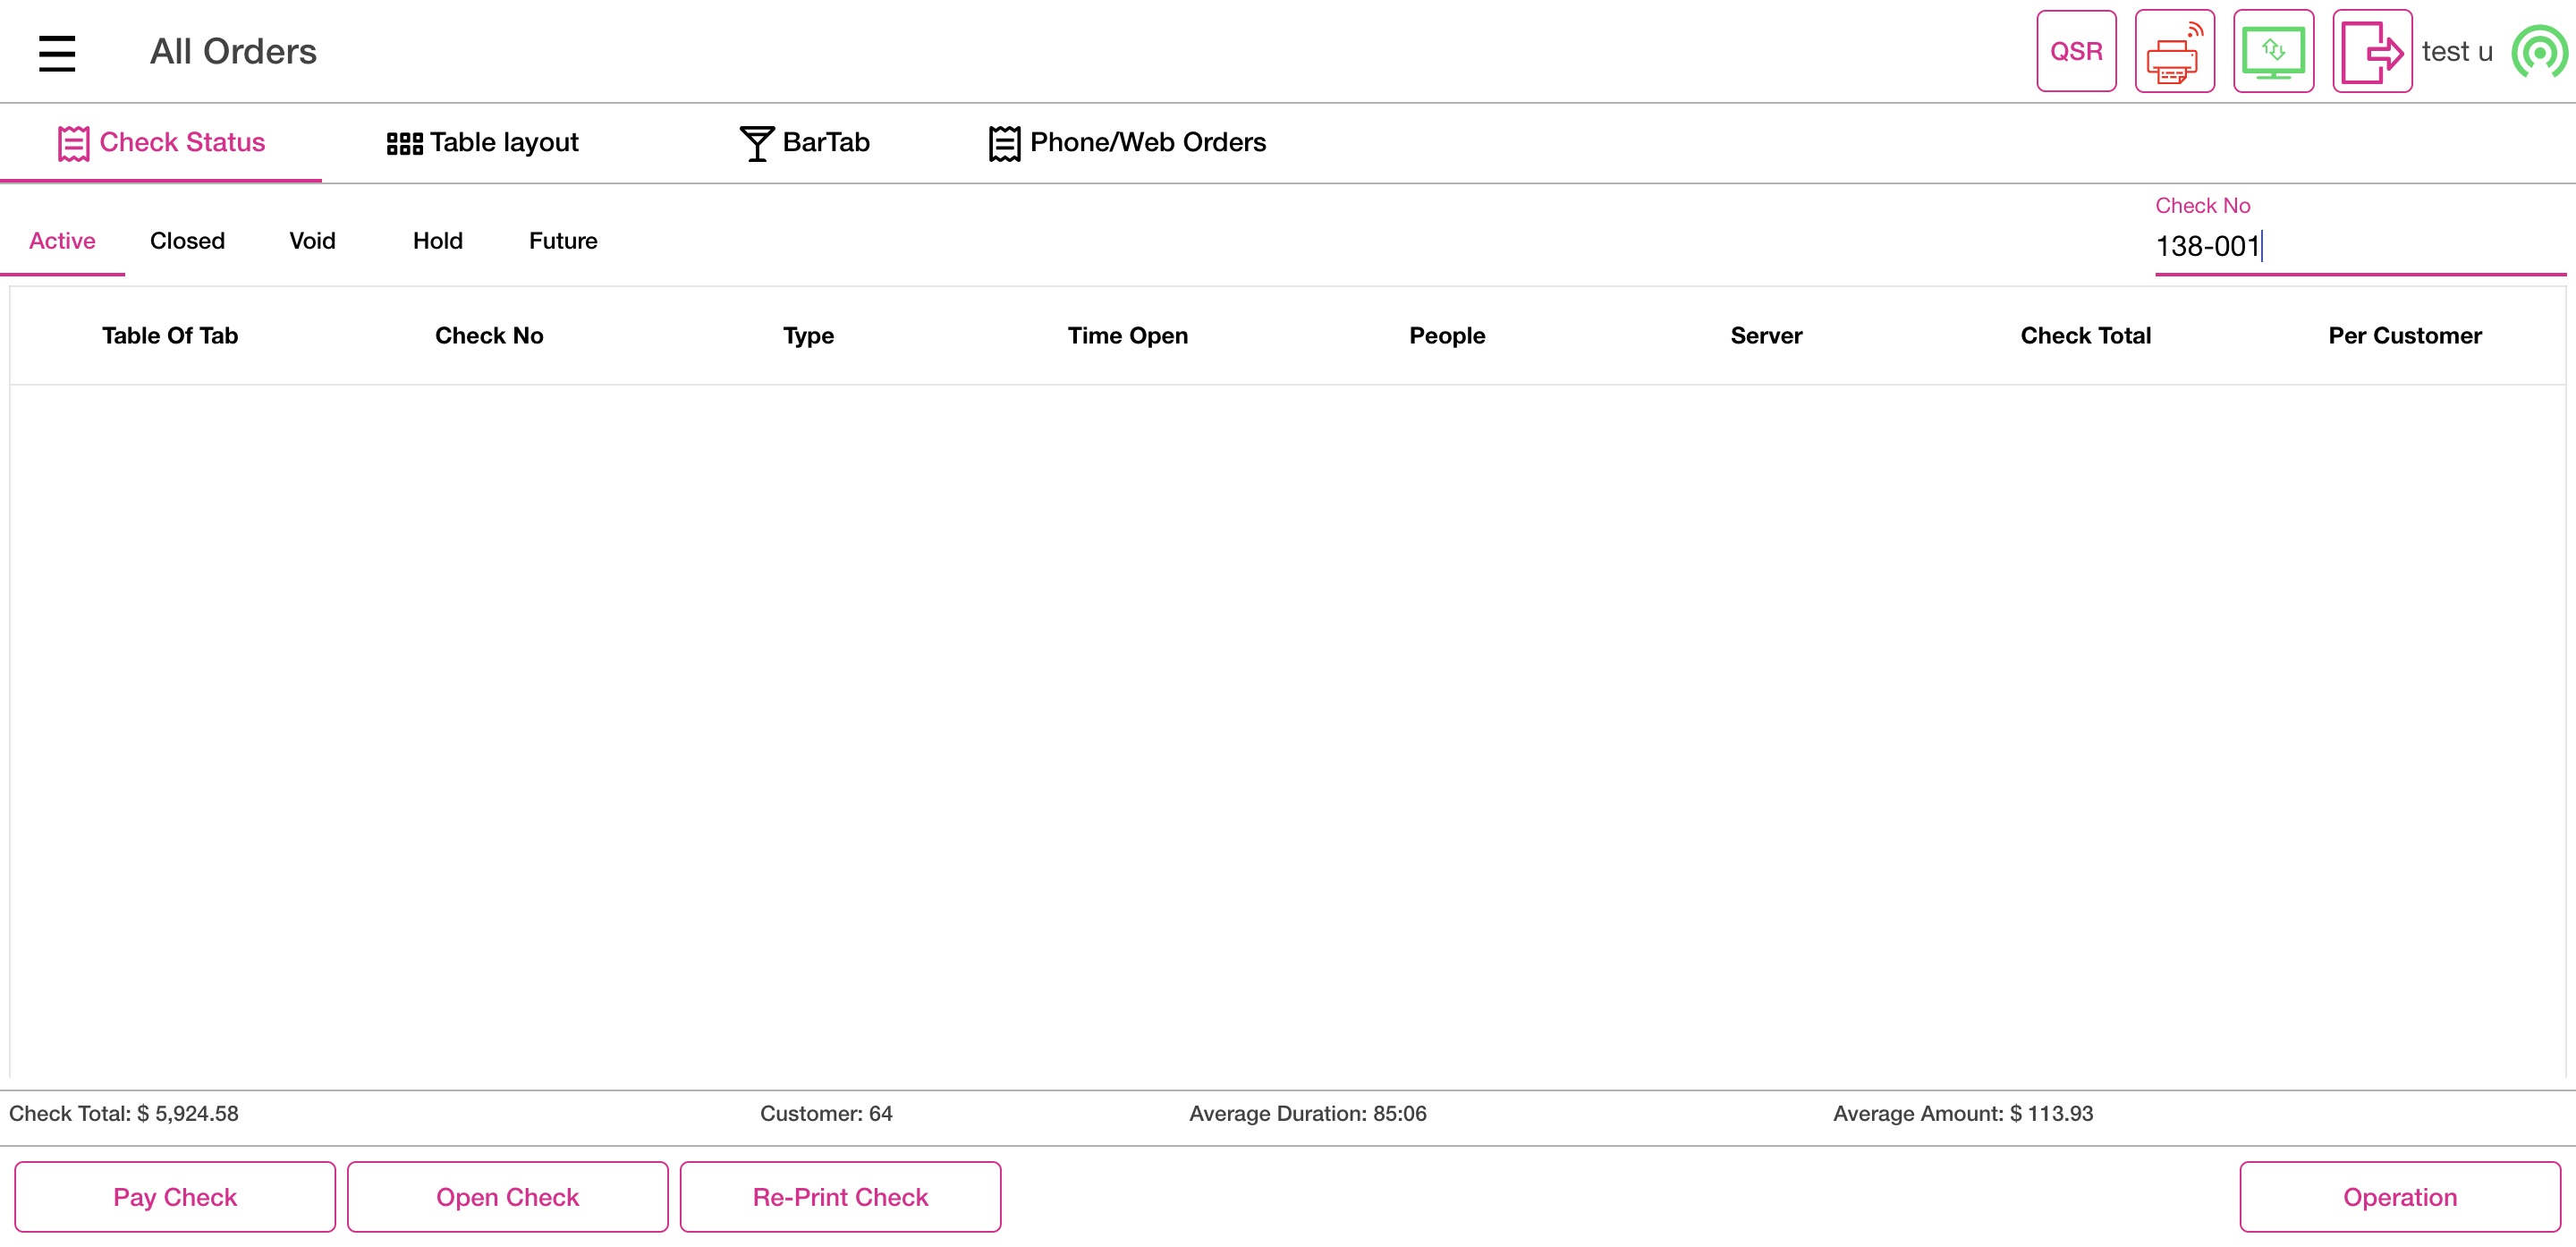 All Orders
QSR
test u
Check Status
Table layout
BarTab
Phone/Web Orders
Check No
Active
Closed
Void
Hold
Future
138-001
Table Of Tab
Check No
Type
Time Open
People
Server
Check Total
Per Customer
Check Total: $ 5,924.58
Customer: 64
Average Duration: 85:06
Average Amount: $ 113.93
Pay Check
Open Check
Re-Print Check
Operation